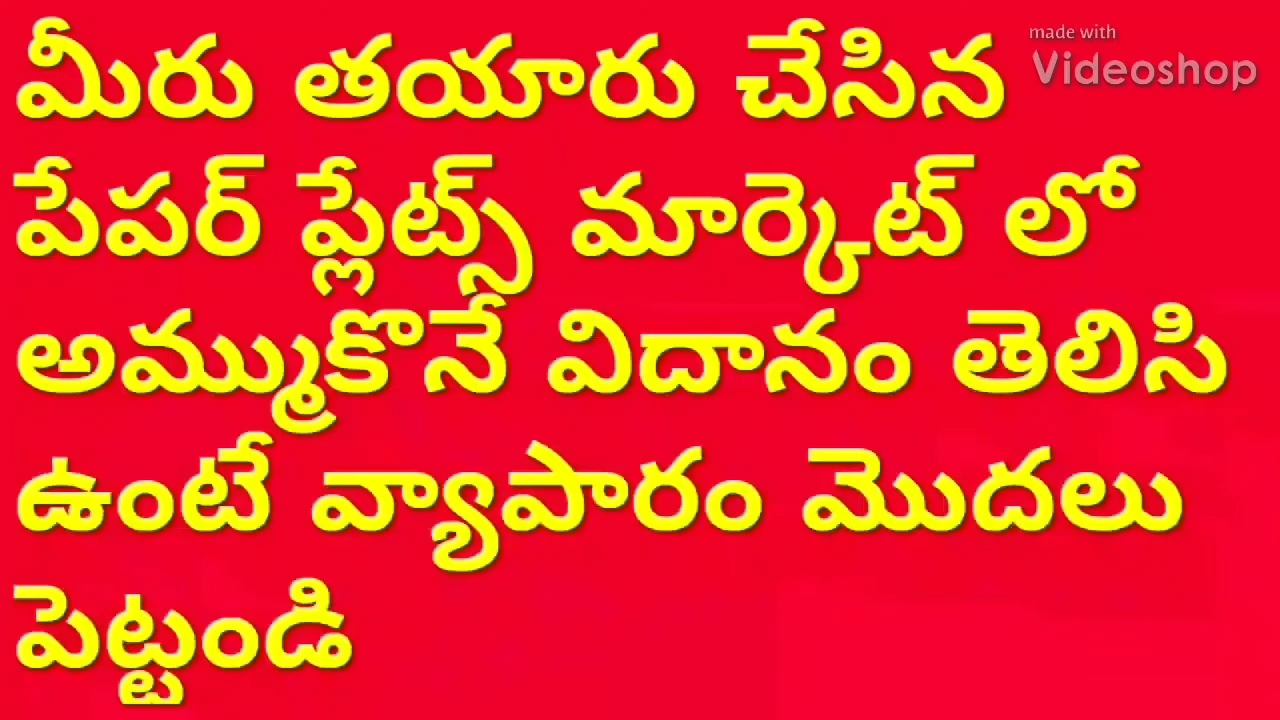 made with
Videoshop
మీరు తయారు చేసిన
పేపర్ ప్లేట్స్ మార్కెట్ లో
అమ్ముకొనే విదానం తెలిసి
ఉంటే వ్యాపారం మొదలు
పెట్టండి